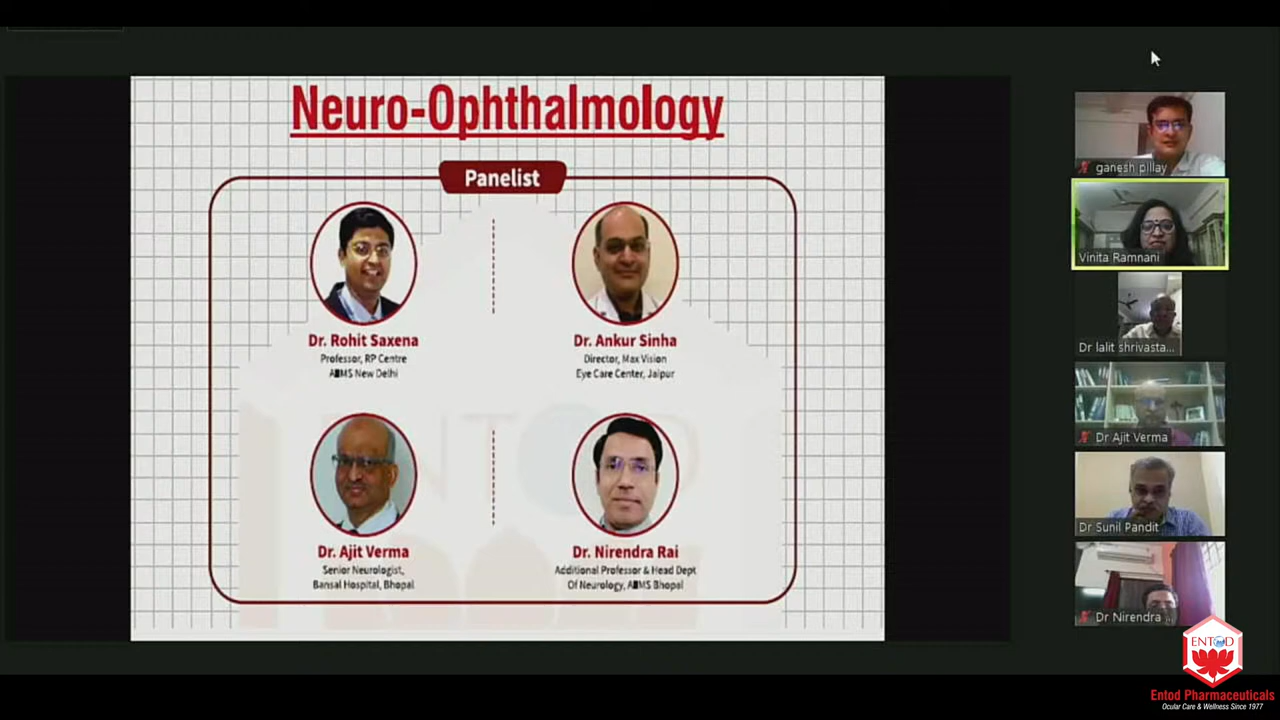 Neuro-Ophthalmology
Panelist
Dr. Rohit Saxena
Professor, RP Centre
AIIMS New Delhi
Dr. Ankur Sinha
Director, Max Vision
Eye Care Center, Jaipur
Dr. Ajit Verma
Senior Neurologist,
Bansal Hospital, Bhopal
Dr. Nirendra Rai
Additional Professor & Head Dept
Of Neurology, AIIMS Bhopal
ganesh pillay
Vinita Ramnani
Dr lalit shrivasta...
Dr Ajit Verma
Dr Sunil Pandit
Dr Nirendra ...
ENTOD
Entod Pharmaceuticals
Ocular Care & Wellness Since 1977